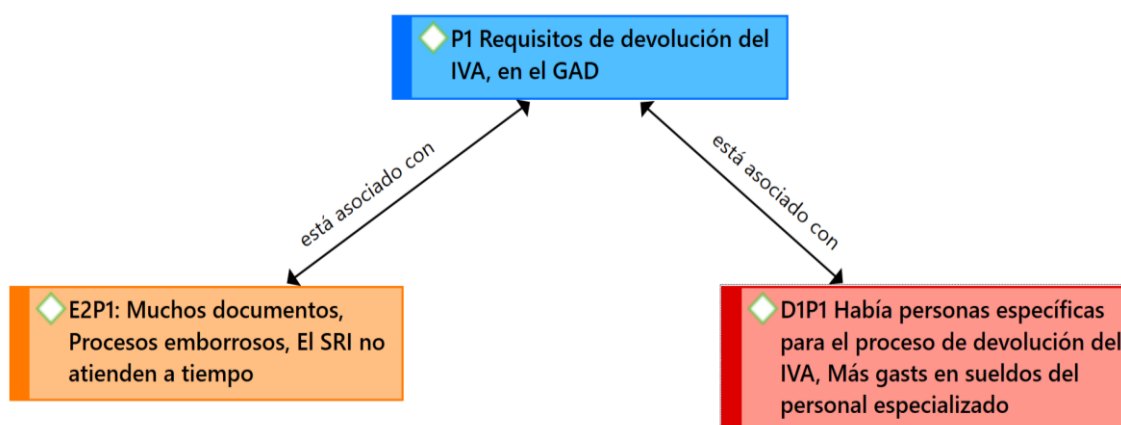 P1 Requisitos de devolución del
IVA, en el GAD
está asociado con
está asociado con
E2P1: Muchos documentos,
Procesos emborrosos, El SRI no
atienden a tiempo
D1P1 Había personas específicas
para el proceso de devolución del
IVA, Más gasts en sueldos del
personal especializado